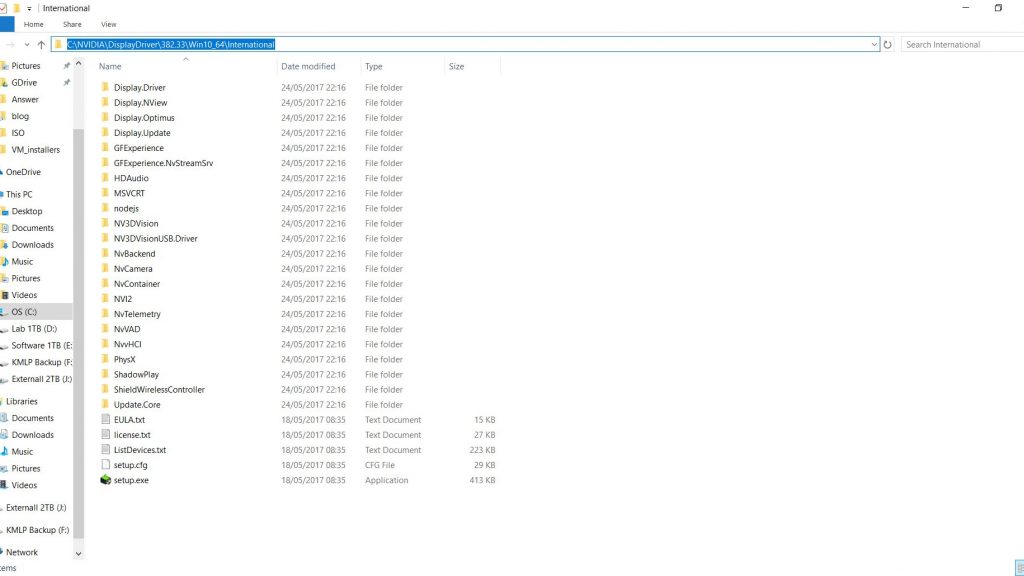 International
Home Share View
C:\NVIDIA\DisplayDriver\382.33\Win10_64\International
Search International
Pictures
GDrive
Answer
blog
ISO
VM_installers
OneDrive
This PC
Desktop
Documents
Downloads
Music
Pictures
Videos
OS (C:)
Lab 1TB (D:)
Software 1TB (E:
KMLP Backup (F:
Externall 2TB (J:)
Libraries
Documents
Downloads
Music
Pictures
Videos
Externall 2TB (J:)
KMLP Backup (F:)
Network
Name Date modified Type Size
Display.Driver 24/05/2017 22:16 File folder
Display.NView 24/05/2017 22:16 File folder
Display.Optimus 24/05/2017 22:16 File folder
Display.Update 24/05/2017 22:16 File folder
GFExperience 24/05/2017 22:16 File folder
GFExperience.NvStreamSrv 24/05/2017 22:16 File folder
HDAudio 24/05/2017 22:16 File folder
MSVCRT 24/05/2017 22:16 File folder
nodejs 24/05/2017 22:16 File folder
NV3DVision 24/05/2017 22:16 File folder
NV3DVisionUSB.Driver 24/05/2017 22:16 File folder
NvBackend 24/05/2017 22:16 File folder
NvCamera 24/05/2017 22:16 File folder
NvContainer 24/05/2017 22:16 File folder
NVI2 24/05/2017 22:16 File folder
NvTelemetry 24/05/2017 22:16 File folder
NvVAD 24/05/2017 22:16 File folder
NvvHCI 24/05/2017 22:16 File folder
PhysX 24/05/2017 22:16 File folder
ShadowPlay 24/05/2017 22:16 File folder
ShieldWirelessController 24/05/2017 22:16 File folder
Update.Core 24/05/2017 22:16 File folder
EULA.txt 18/05/2017 08:35 Text Document 15 KB
license.txt 18/05/2017 08:35 Text Document 27 KB
ListDevices.txt 18/05/2017 08:35 Text Document 223 KB
setup.cfg 18/05/2017 08:35 CFG File 29 KB
setup.exe 18/05/2017 08:35 Application 413 KB
ems